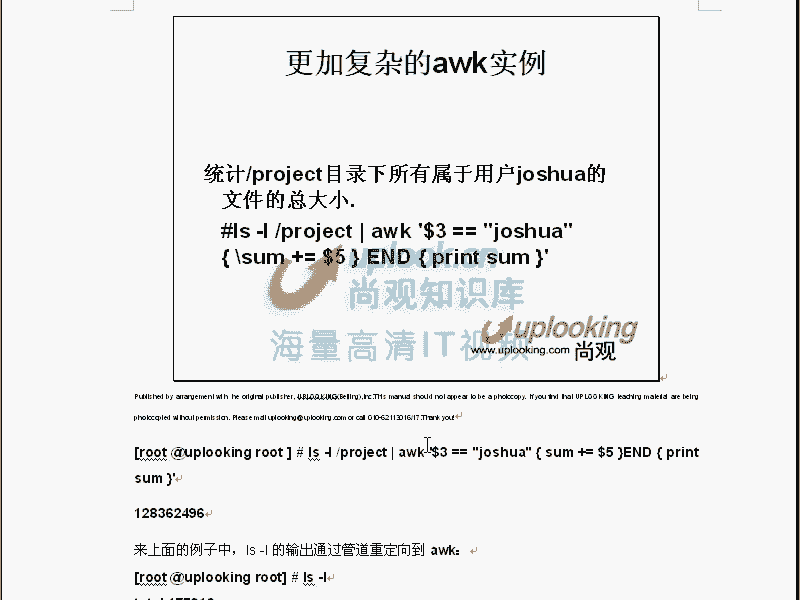 更加复杂的awk实例
统计/project目录下所有属于用户joshua的
文件的总大小.
#ls -l /project | awk '$3 == "joshua"
{ \sum += $5 } END { print sum }'
uplook.cn
尚观知识库
海量高清IT视频
uplooking
www.uplooking.com 尚观
Published by arrangement with the original publisher, UPLOOKING(Beijing),Inc.This manual should not appear to be a photocopy. If you find that UPLOOKING teaching material are being
photocopied without permission. Please mail uplooking@uplooking.com or call 010-62113016/17.Thank you!
[root @uplooking root ] # ls -l /project | awk '$3 == "joshua" { sum += $5 }END { print
sum }'
128362496
来上面的例子中，ls -l 的输出通过管道重定向到 awk：
[root @uplooking root] # ls -l